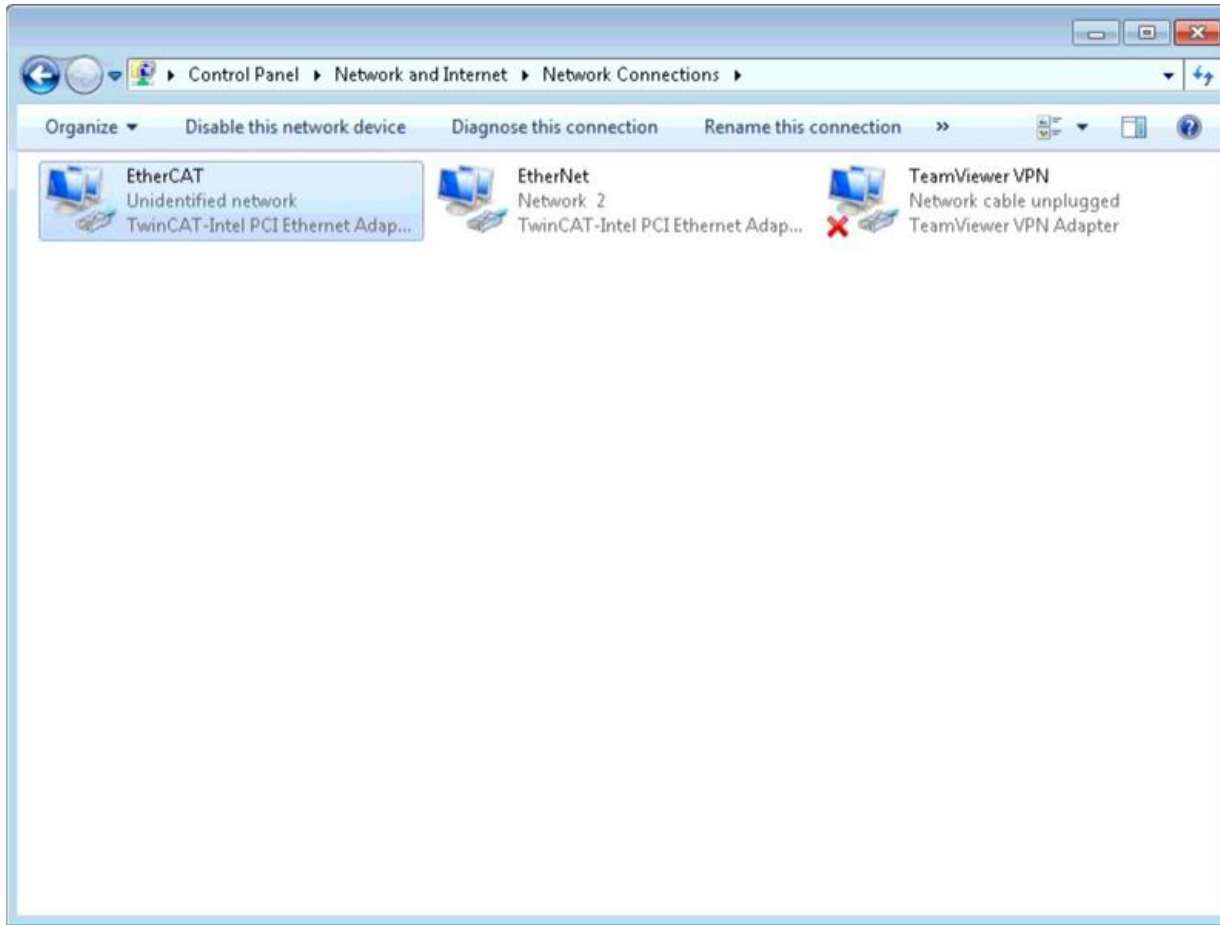 Control Panel ▸ Network and Internet ▸ Network Connections ▸
Organize Disable this network device Diagnose this connection Rename this connection »
EtherCAT
Unidentified network
TwinCAT-Intel PCI Ethernet Adap...
EtherNet
Network 2
TwinCAT-Intel PCI Ethernet Adap...
TeamViewer VPN
Network cable unplugged
TeamViewer VPN Adapter